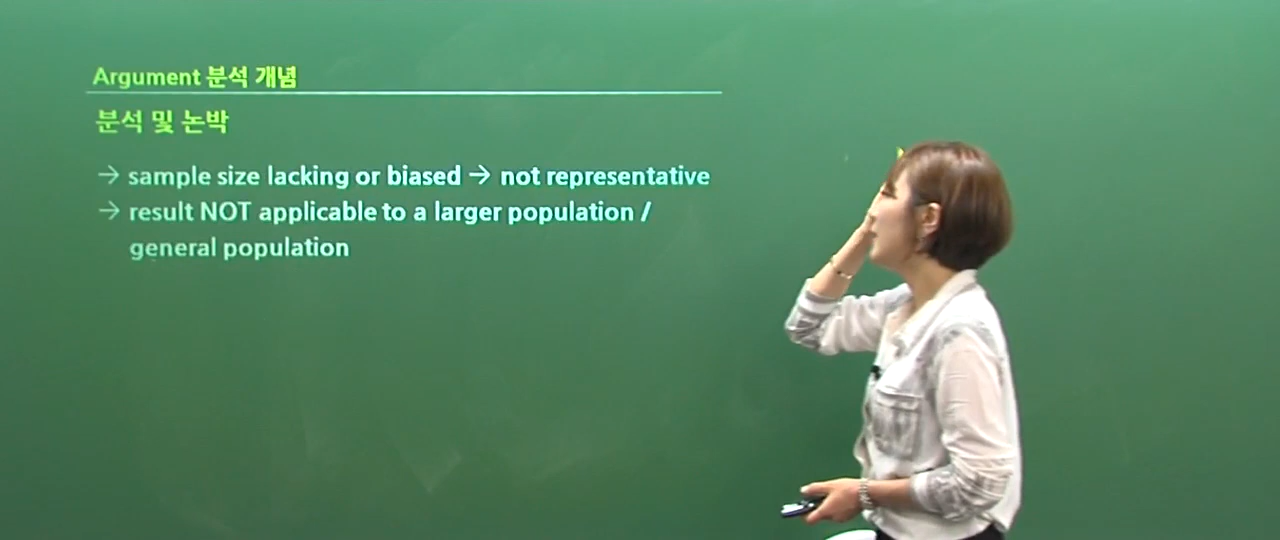 Argument 분석 개념
분석 및 논박
→ sample size lacking or biased → not representative
→ result NOT applicable to a larger population /
general population